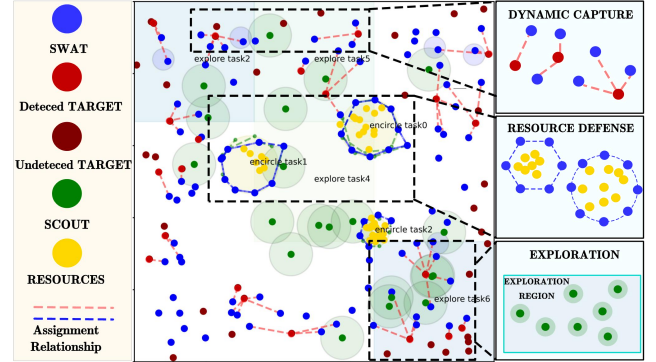 SWAT
Deteced TARGET
Undeteced TARGET
SCOUT
RESOURCES
Assignment
Relationship
explore task2
explore task5
encircle task0
encircle task1
explore task4
encircle task2
explore task6
DYNAMIC CAPTURE
RESOURCE DEFENSE
EXPLORATION
EXPLORATION
REGION